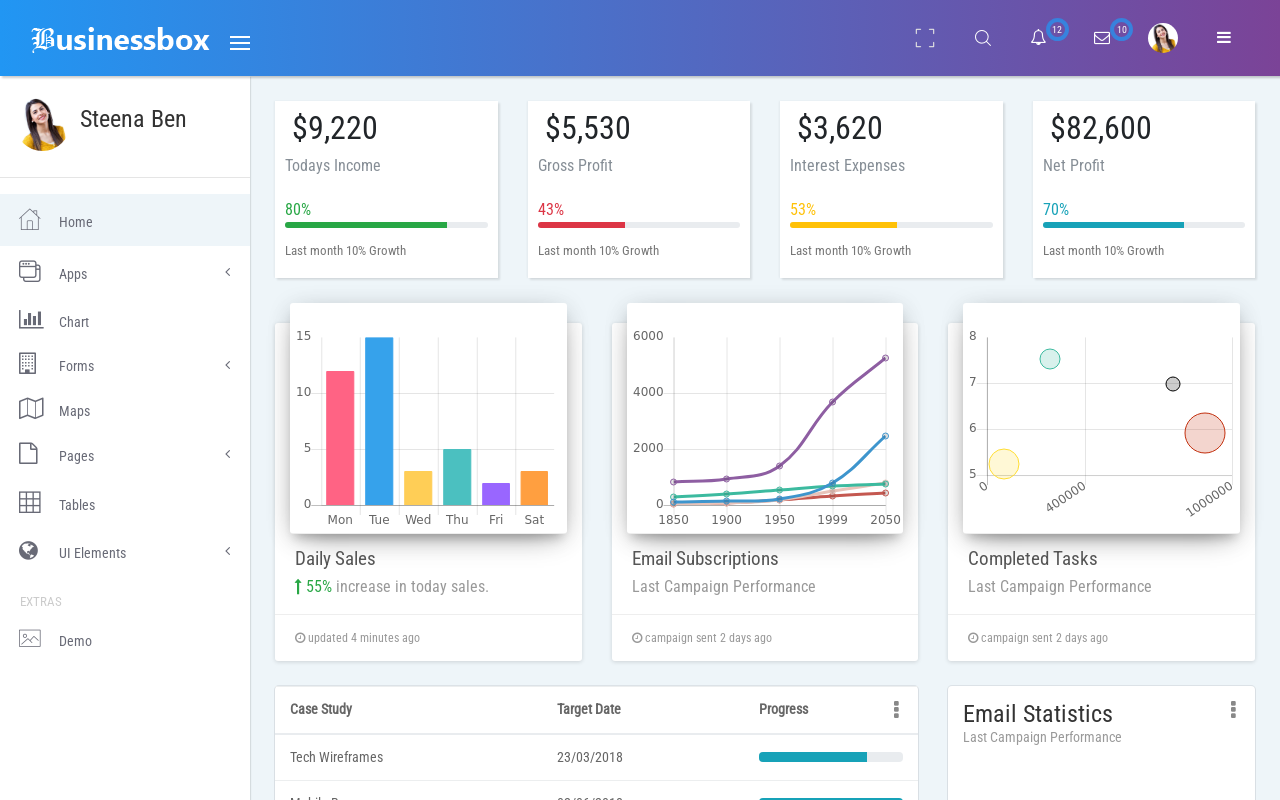 Businessbox
12
10
Steena Ben
Home
Apps
Chart
Forms
Maps
Pages
Tables
UI Elements
EXTRAS
Demo
$9,220
Todays Income
80%
Last month 10% Growth
$5,530
Gross Profit
43%
Last month 10% Growth
$3,620
Interest Expenses
53%
Last month 10% Growth
$82,600
Net Profit
70%
Last month 10% Growth
15
10
5
0
Mon Tue Wed Thu Fri Sat
Daily Sales
55% increase in today sales.
updated 4 minutes ago
6000
4000
2000
0
1850 1900 1950 1999 2050
Email Subscriptions
Last Campaign Performance
campaign sent 2 days ago
8
7
6
5
0 400000 1000000
Completed Tasks
Last Campaign Performance
campaign sent 2 days ago
Case Study Target Date Progress
Tech Wireframes 23/03/2018
Email Statistics
Last Campaign Performance